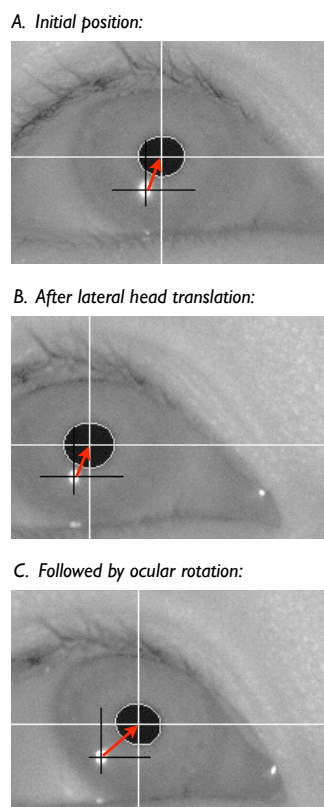 A. Initial position:
B. After lateral head translation:
C. Followed by ocular rotation: